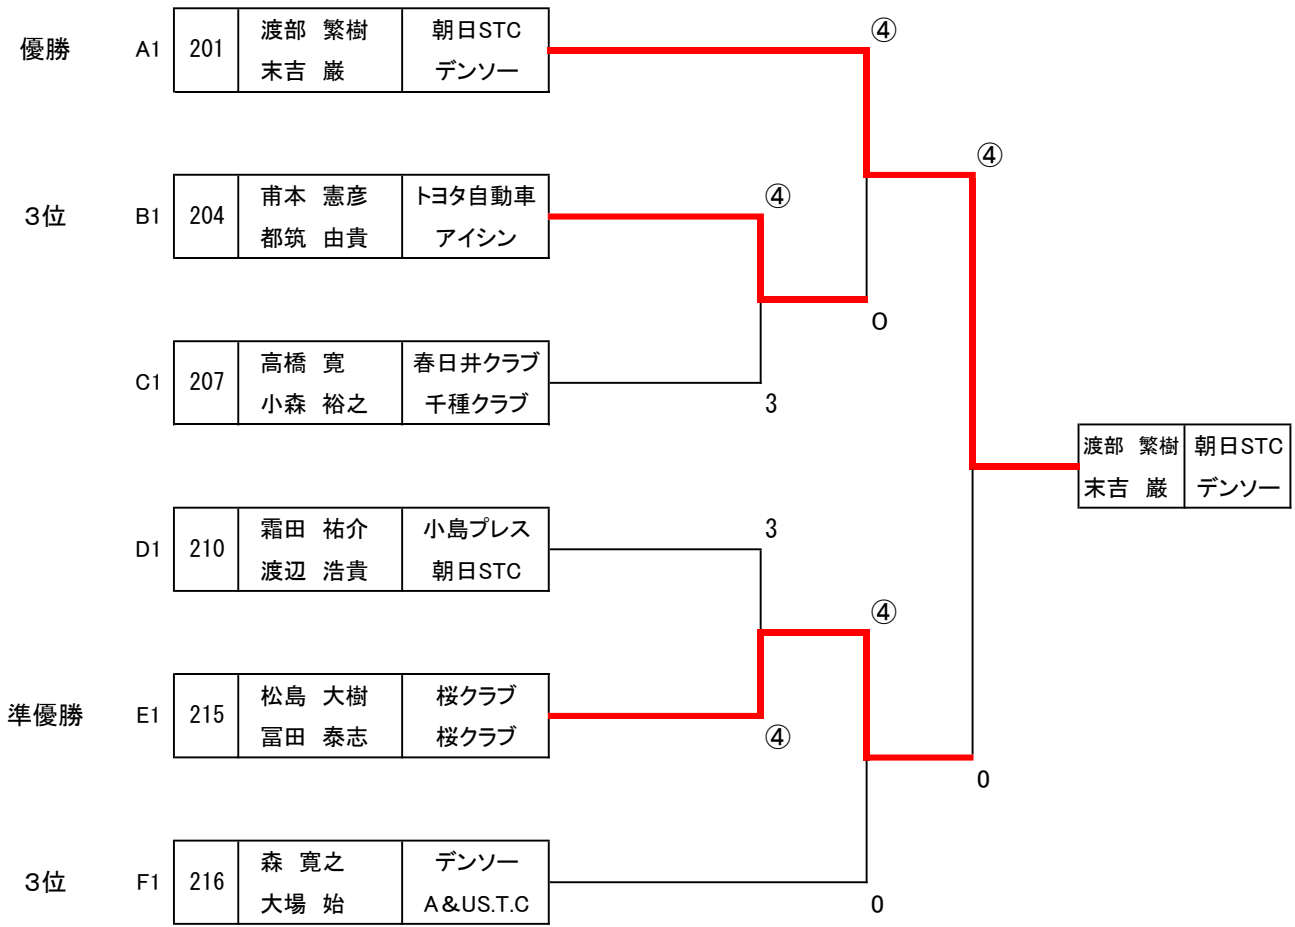 優勝 A1 201 渡部 繁樹 朝日STC ④
末吉 巌 デンソー
④
3位 B1 204 甫本 憲彦 トヨタ自動車 ④
都筑 由貴 アイシン
0
C1 207 高橋 寛 春日井クラブ
小森 裕之 千種クラブ 3
渡部 繁樹 朝日STC
末吉 巌 デンソー
D1 210 霜田 祐介 小島プレス 3
渡辺 浩貴 朝日STC
④
準優勝 E1 215 松島 大樹 桜クラブ
冨田 泰志 桜クラブ ④
0
3位 F1 216 森 寛之 デンソー
大場 始 A&US.T.C 0